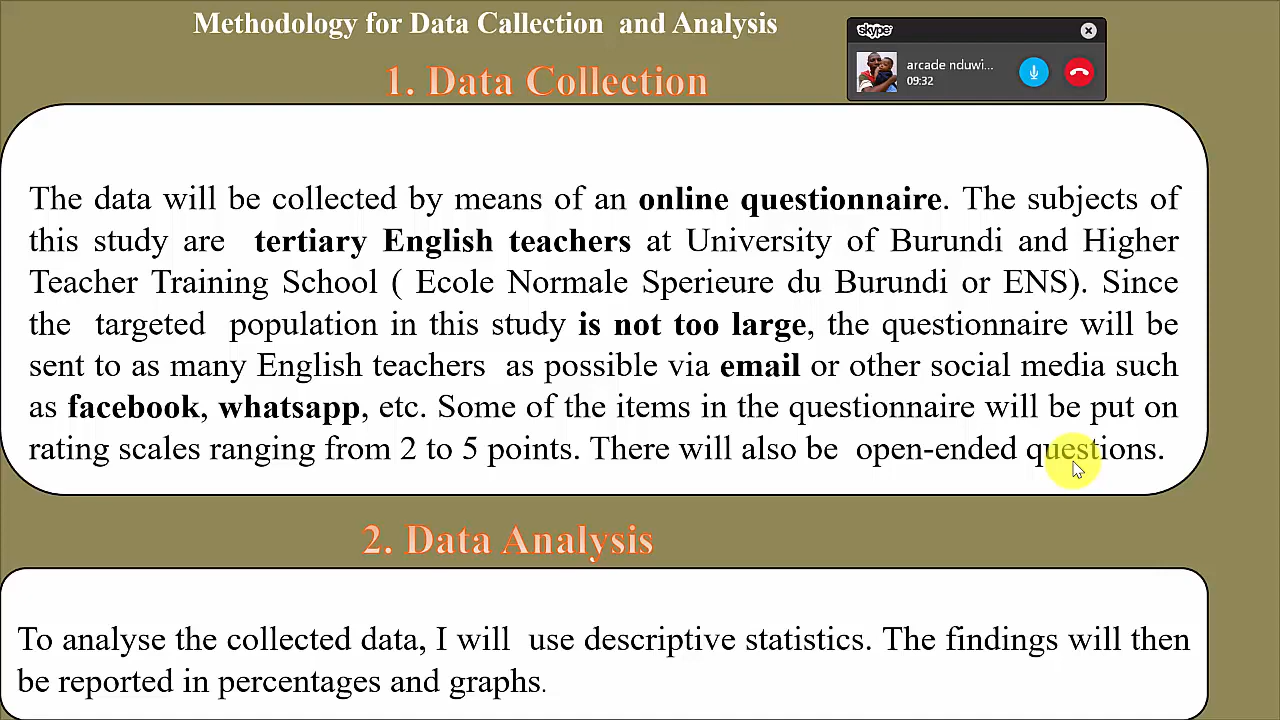 Methodology for Data Callection and Analysis
skype
arcade nduwi...
09:32
1. Data Collection
The data will be collected by means of an online questionnaire. The subjects of
this study are tertiary English teachers at University of Burundi and Higher
Teacher Training School ( Ecole Normale Sperieure du Burundi or ENS). Since
the targeted population in this study is not too large, the questionnaire will be
sent to as many English teachers as possible via email or other social media such
as facebook, whatsapp, etc. Some of the items in the questionnaire will be put on
rating scales ranging from 2 to 5 points. There will also be open-ended questions.
2. Data Analysis
To analyse the collected data, I will use descriptive statistics. The findings will then
be reported in percentages and graphs.